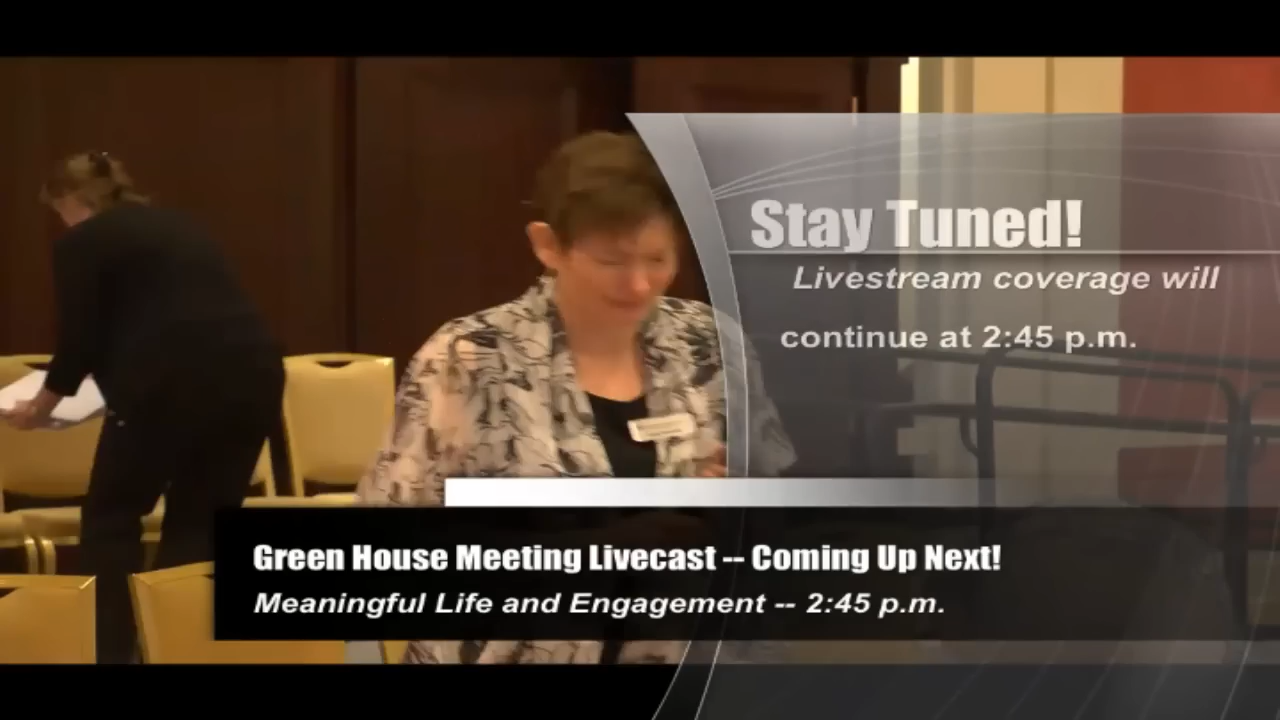 Stay Tuned!
Livestream coverage will
continue at 2:45 p.m.
Green House Meeting Livecast -- Coming Up Next!
Meaningful Life and Engagement -- 2:45 p.m.